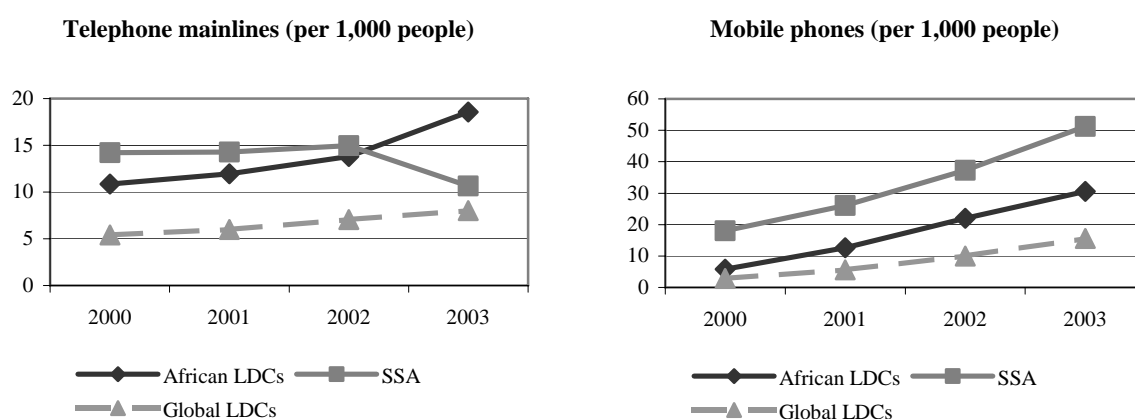 Telephone mainlines (per 1,000 people)
20
15
10
5
0
2000 2001 2002 2003
African LDCs SSA
Global LDCs
Mobile phones (per 1,000 people)
60
50
40
30
20
10
0
2000 2001 2002 2003
African LDCs SSA
Global LDCs